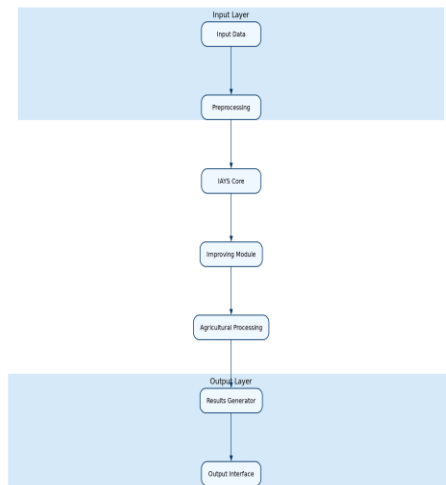 Input Layer
Input Data
Preprocessing
IAYS Core
Improving Module
Agricultural Processing
Output Layer
Results Generator
Output Interface